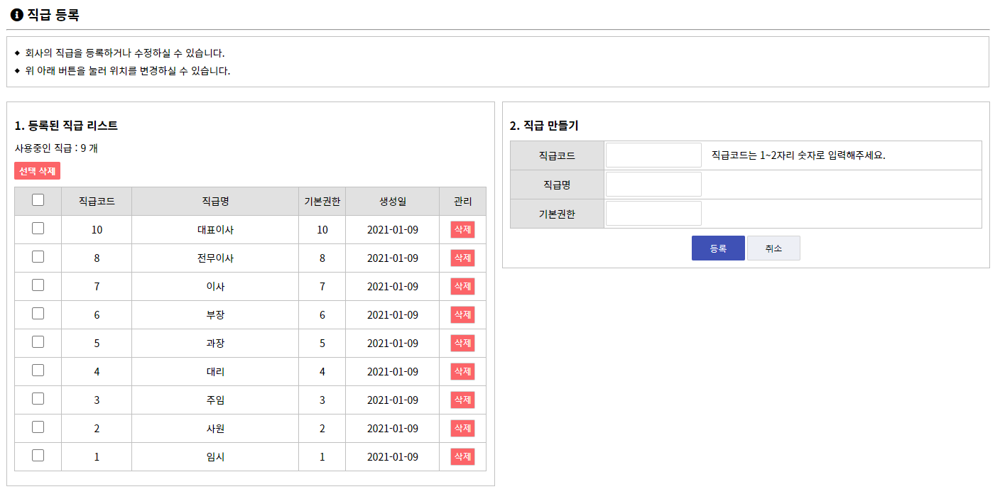 직급 등록
회사의 직급을 등록하거나 수정하실 수 있습니다.
위 아래 버튼을 눌러 위치를 변경하실 수 있습니다.
1. 등록된 직급 리스트
사용중인 직급 : 9 개
선택 삭제
직급코드 직급명 기본권한 생성일 관리
10 대표이사 10 2021-01-09 삭제
8 전무이사 8 2021-01-09 삭제
7 이사 7 2021-01-09 삭제
6 부장 6 2021-01-09 삭제
5 과장 5 2021-01-09 삭제
4 대리 4 2021-01-09 삭제
3 주임 3 2021-01-09 삭제
2 사원 2 2021-01-09 삭제
1 임시 1 2021-01-09 삭제
2. 직급 만들기
직급코드 직급코드는 1~2자리 숫자로 입력해주세요.
직급명
기본권한
등록 취소